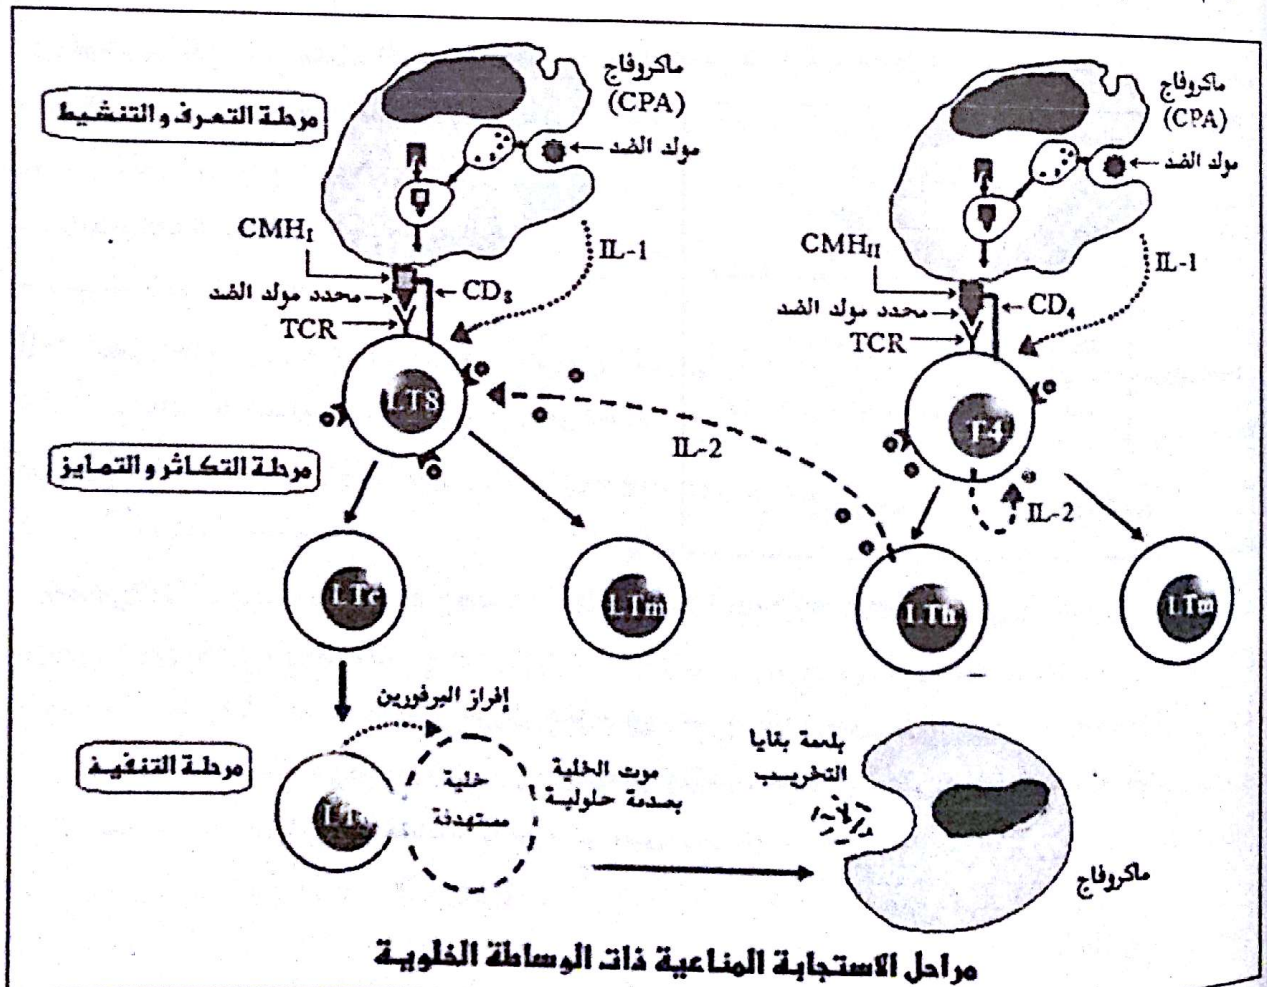 ماكروفاج
(CPA)
ماكروفاج
(CPA)
مرحلة التعرف والتنشيط
مولد الضد
مولد الضد
CMHI
IL-1
CMHII
IL-1
محدد مولد الضد
CD8
محدد مولد الضد
CD4
TCR
TCR
LT8
T4
IL-2
IL-2
مرحلة التكاثر والتمايز
LTc
LTm
LTh
LTm
إفراز البرفورين
مرحلة التنفيذ
خلية
مستهدفة
موت الخلية
بصدمة حلولية
بلعمة بقايا
التخريب
ماكروفاج
مراحل الاستجابة المناعية ذات الوساطة الخلوية